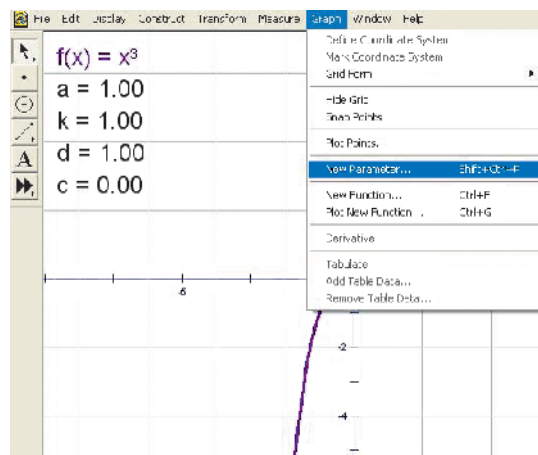 File Edit Display Construct Transform Measure Graph Window Help
f(x) = x³
a = 1.00
k = 1.00
d = 1.00
c = 0.00
A
Define Coordinate System
Mark Coordinate System
Grid Form
Hide Grid
Snap Points
Plot Points...
New Parameter... Shift+Ctrl+P
New Function... Ctrl+F
Plot New Function... Ctrl+G
Derivative
Tabulate
Add Table Data...
Remove Table Data...
-5
-2
-4